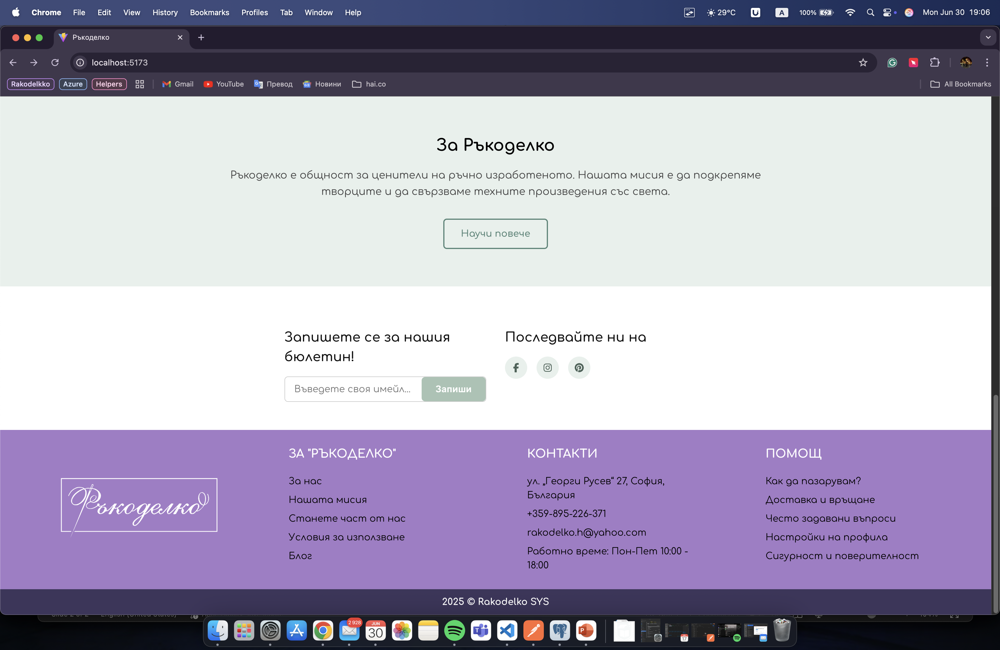 Chrome File Edit View History Bookmarks Profiles Tab Window Help 29°C A 100% Mon Jun 30 19:06
Ръкоделко
localhost:5173
Rakodelkko Azure Helpers Gmail YouTube Превод Новини hai.co All Bookmarks
За Ръкоделко
Ръкоделко е общност за ценители на ръчно изработеното. Нашата мисия е да подкрепяме
творците и да свързваме техните произведения със света.
Научи повече
Запишете се за нашия
бюлетин!
Въведете своя имейл...
Запиши
Последвайте ни на
Ръкоделко
ЗА "РЪКОДЕЛКО"
За нас
Нашата мисия
Станете част от нас
Условия за използване
Блог
КОНТАКТИ
ул. „Георги Русев“ 27, София,
България
+359-895-226-371
rakodelko.h@yahoo.com
Работно време: Пон-Пет 10:00 -
18:00
ПОМОЩ
Как да пазарувам?
Доставка и връщане
Често задавани въпроси
Настройки на профила
Сигурност и поверителност
2025 © Rakodelko SYS
2 928
JUN
30
17